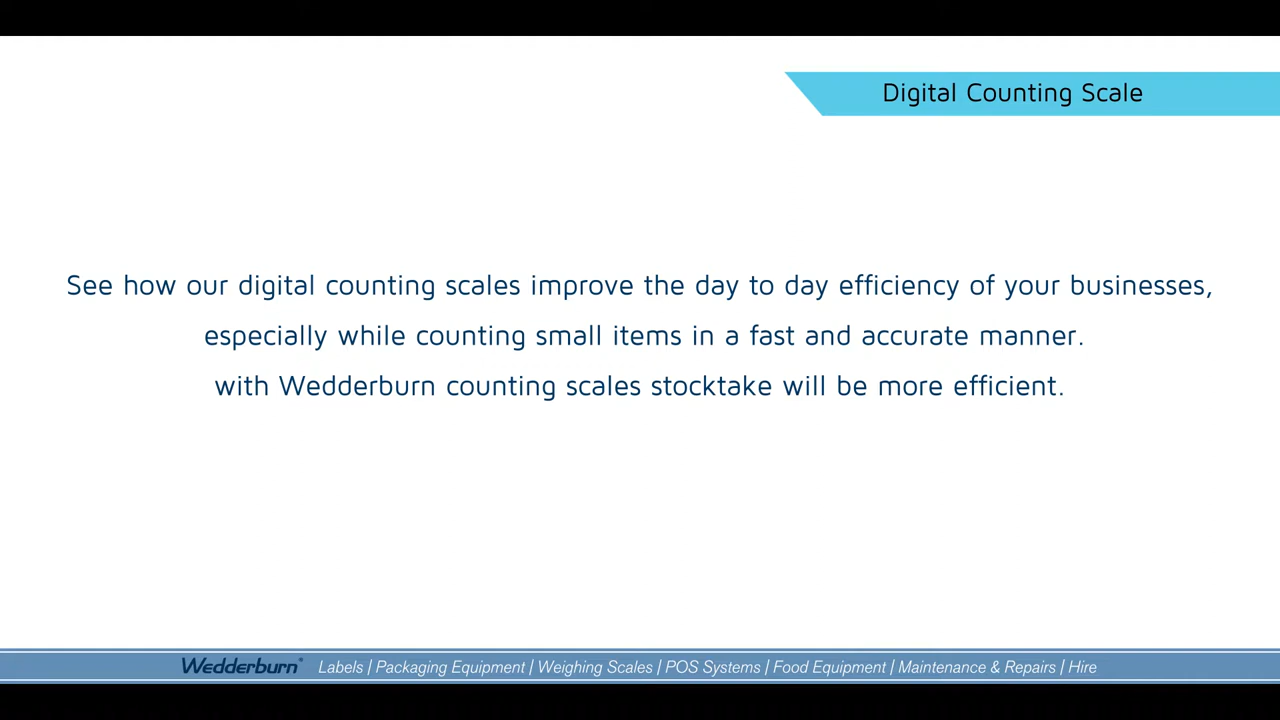 Digital Counting Scale
See how our digital counting scales improve the day to day efficiency of your businesses,
especially while counting small items in a fast and accurate manner.
with Wedderburn counting scales stocktake will be more efficient.
Wedderburn® Labels | Packaging Equipment | Weighing Scales | POS Systems | Food Equipment | Maintenance & Repairs | Hire